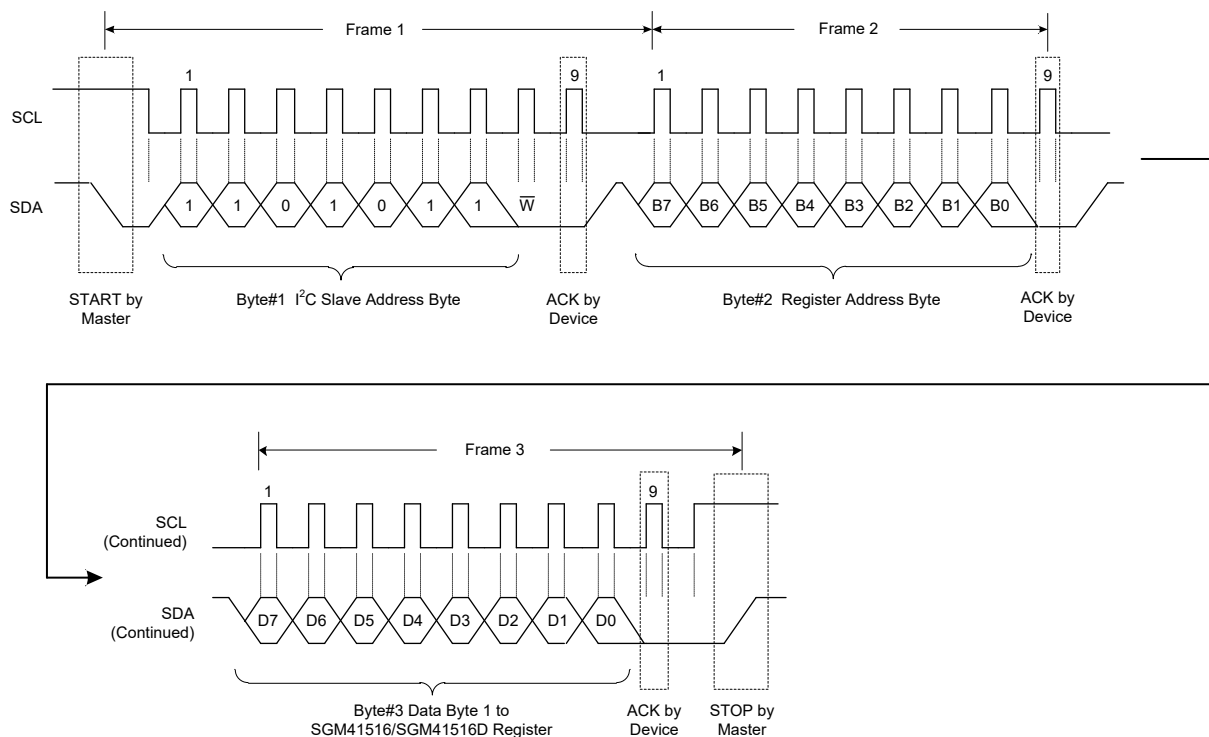 Frame 1
Frame 2
1
9
1
9
SCL
SDA
1 1 0 1 0 1 1 W̅
B7 B6 B5 B4 B3 B2 B1 B0
START by
Master
Byte#1 I²C Slave Address Byte
ACK by
Device
Byte#2 Register Address Byte
ACK by
Device
Frame 3
1
9
SCL
(Continued)
SDA
(Continued)
D7 D6 D5 D4 D3 D2 D1 D0
Byte#3 Data Byte 1 to
SGM41516/SGM41516D Register
ACK by
Device
STOP by
Master